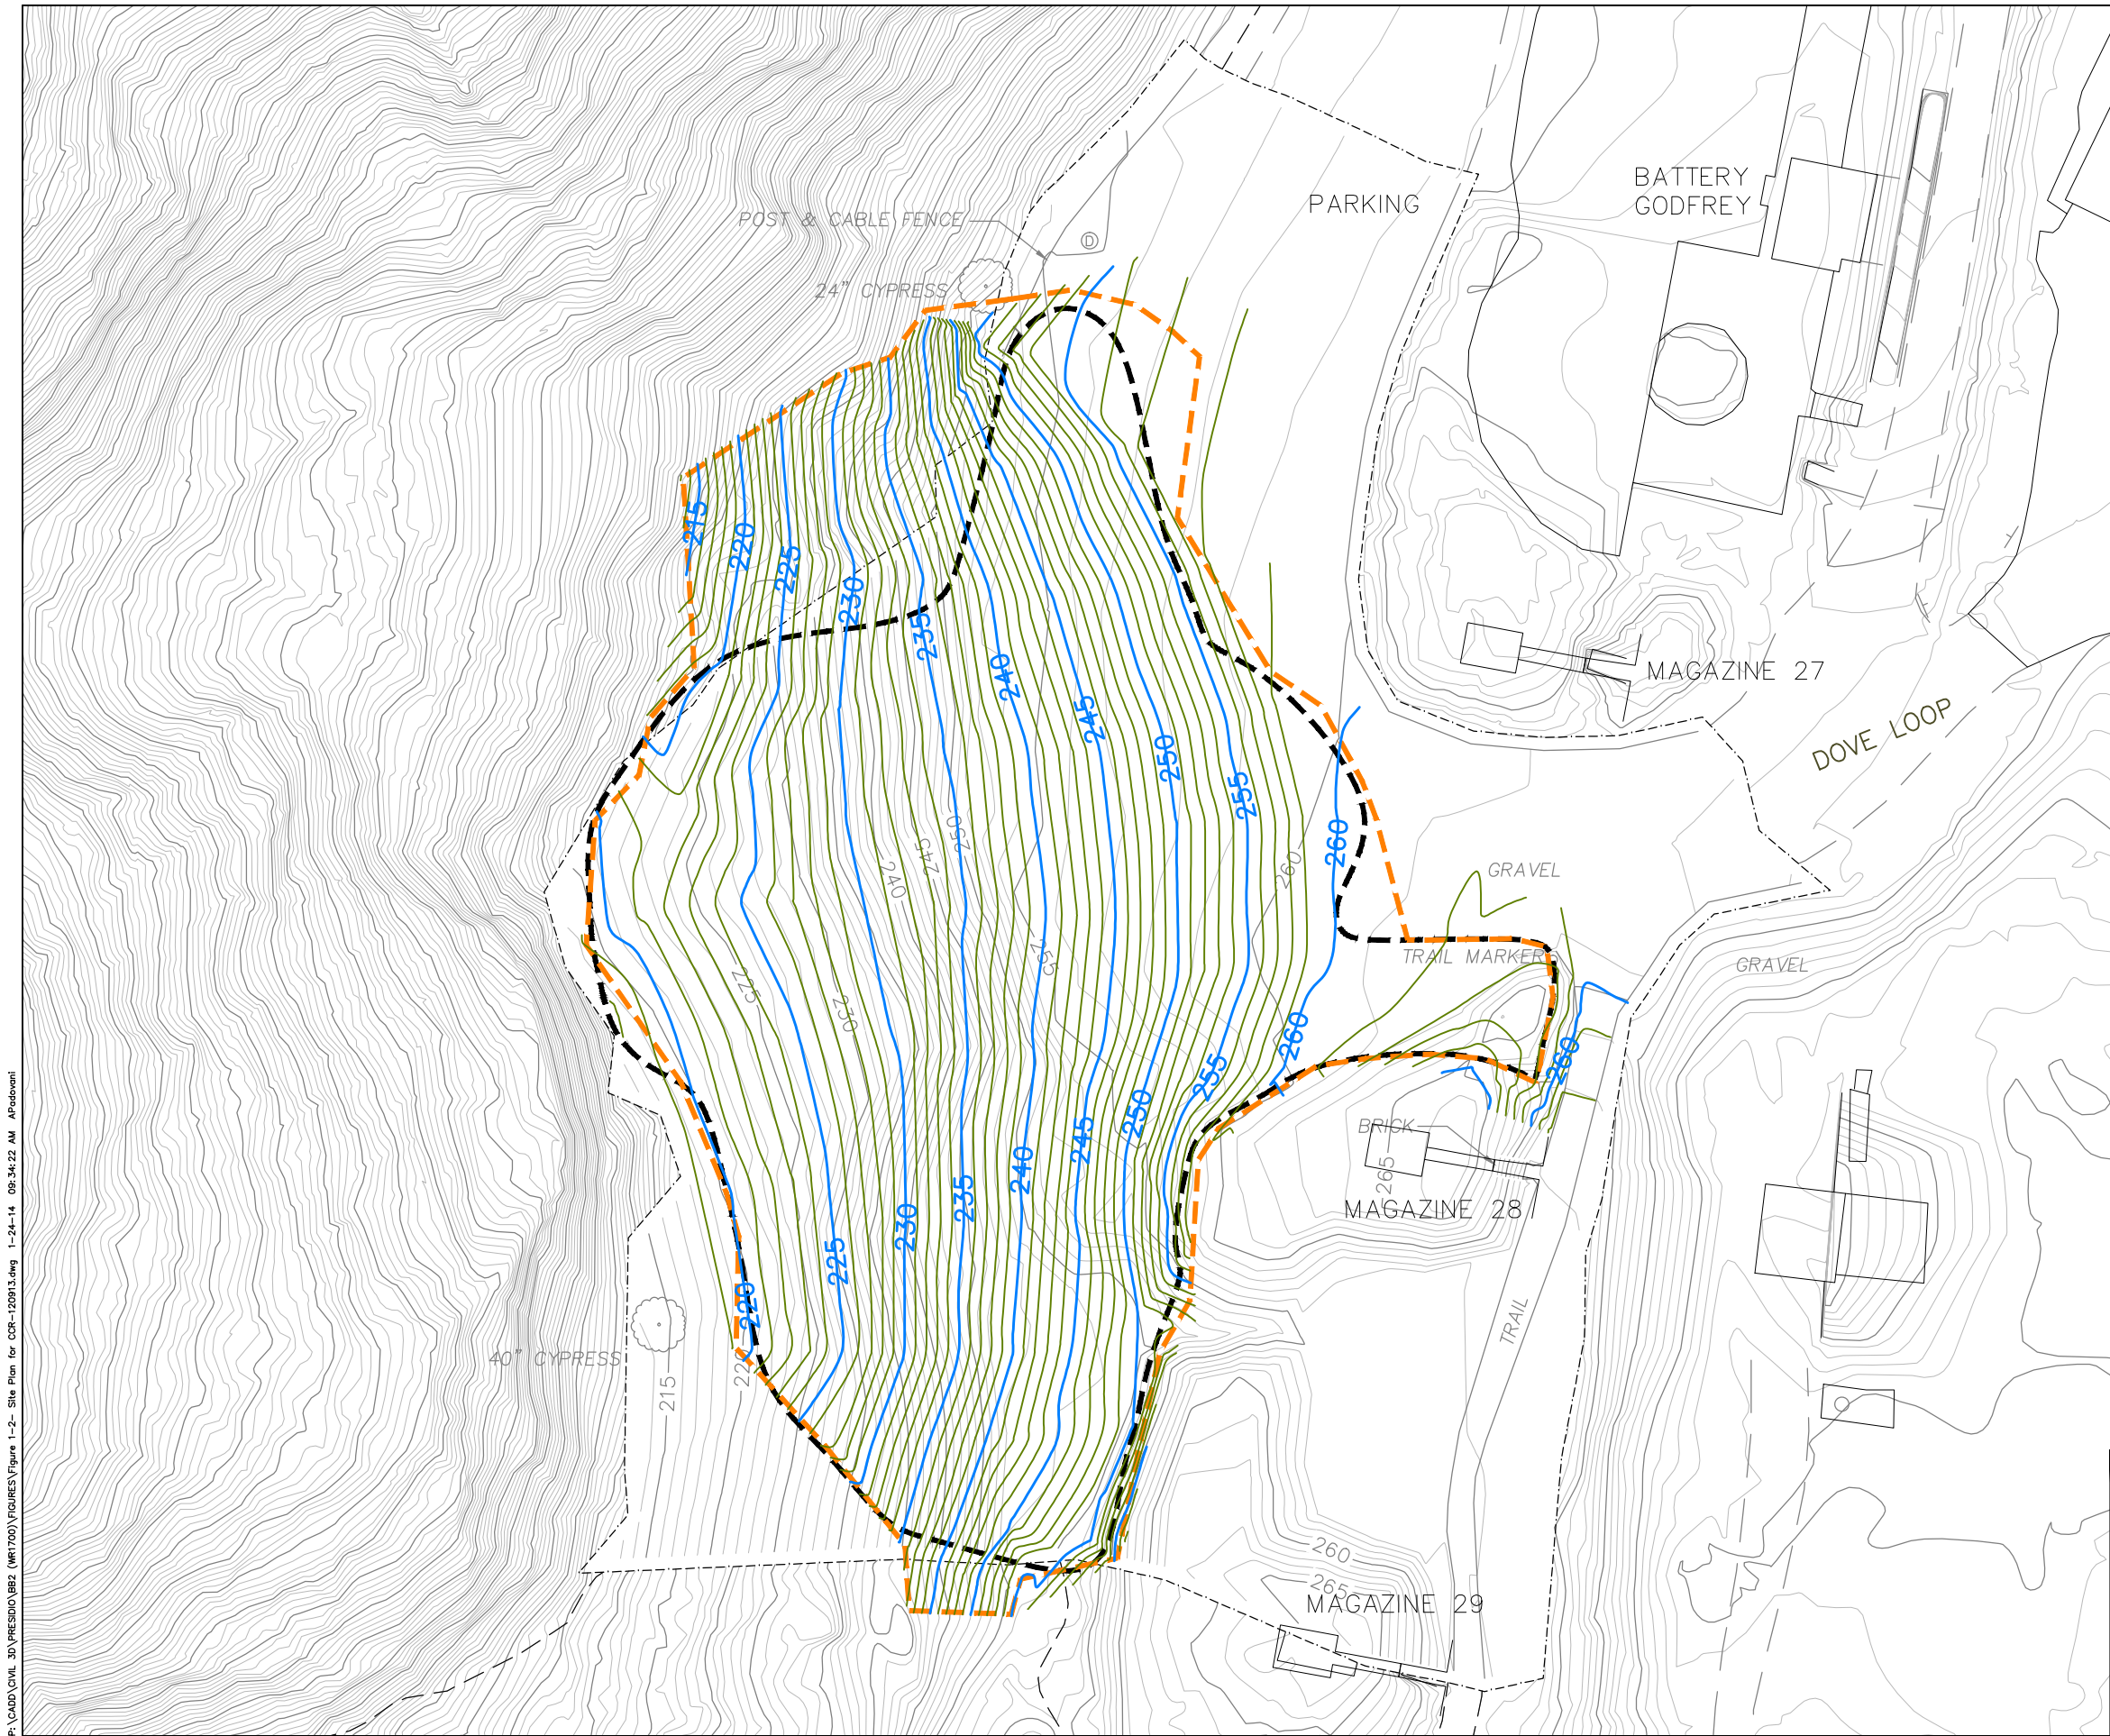 BATTERY
GODFREY
PARKING
POST & CABLE FENCE
D
24" CYPRESS
215
220
225
230
235
240
245
250
255
260
MAGAZINE 27
DOVE LOOP
240
245
250
260
GRAVEL
TRAIL MARKER
GRAVEL
225
230
255
260
255
250
245
240
235
230
225
220
260
BRICK
265
MAGAZINE 28
TRAIL
40" CYPRESS
215
220
260
265
MAGAZINE 29
P:\CADD\CIVIL 3D\PRESIDIO\BB2 (WR1700)\FIGURES\Figure 1-2- Site Plan for CCR-120913.dwg 1-24-14 09:34:22 AM APadovani